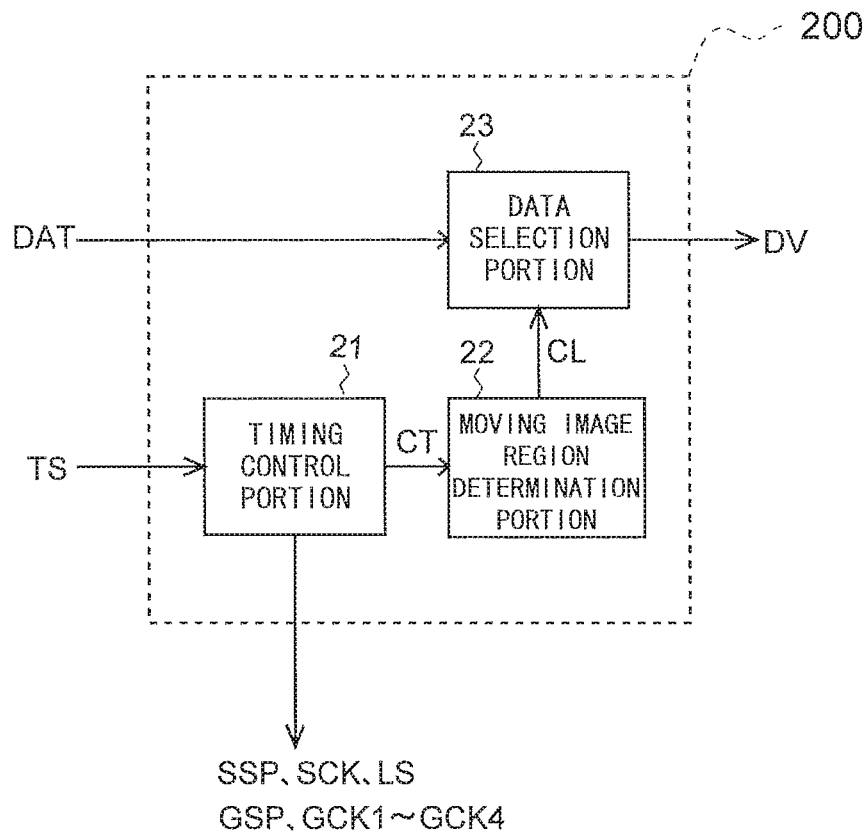 200
23
DAT
DATA
SELECTION
PORTION
DV
CL
21
22
TS
TIMING
CONTROL
PORTION
CT
MOVING IMAGE
REGION
DETERMINATION
PORTION
SSP、SCK、LS
GSP、GCK1～GCK4